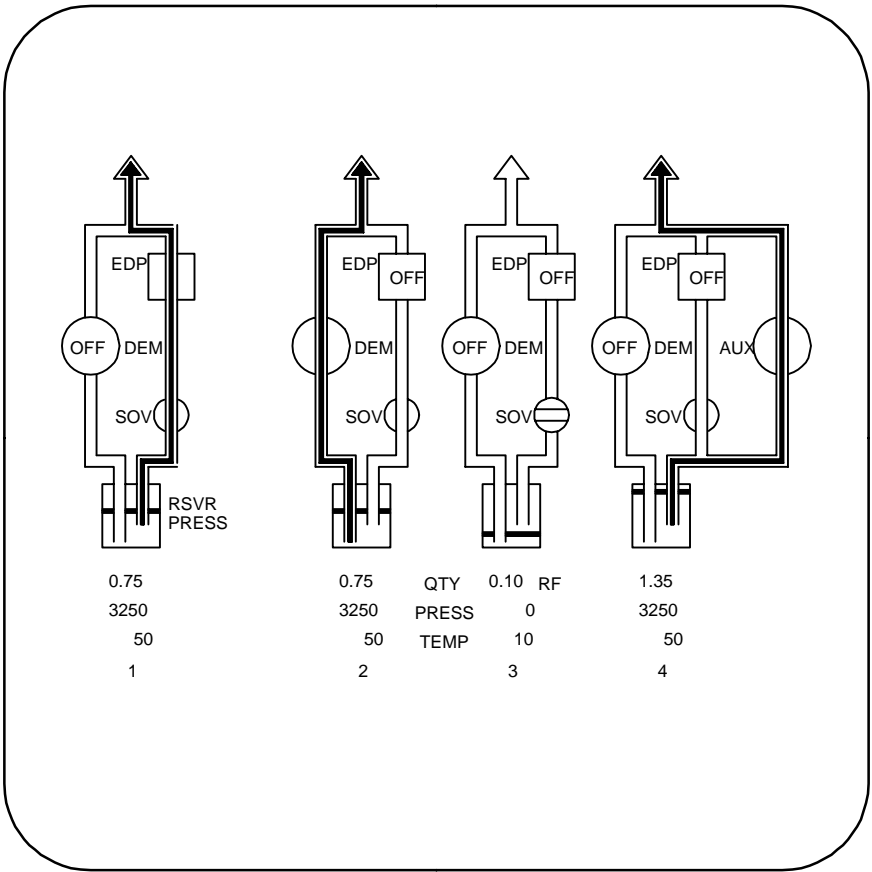 EDP EDP EDP EDP
OFF OFF OFF
OFF DEM DEM OFF DEM OFF DEM AUX
SOV SOV SOV SOV
RSVR
PRESS
0.75 0.75 QTY 0.10 RF 1.35
3250 3250 PRESS 0 3250
50 50 TEMP 10 50
1 2 3 4